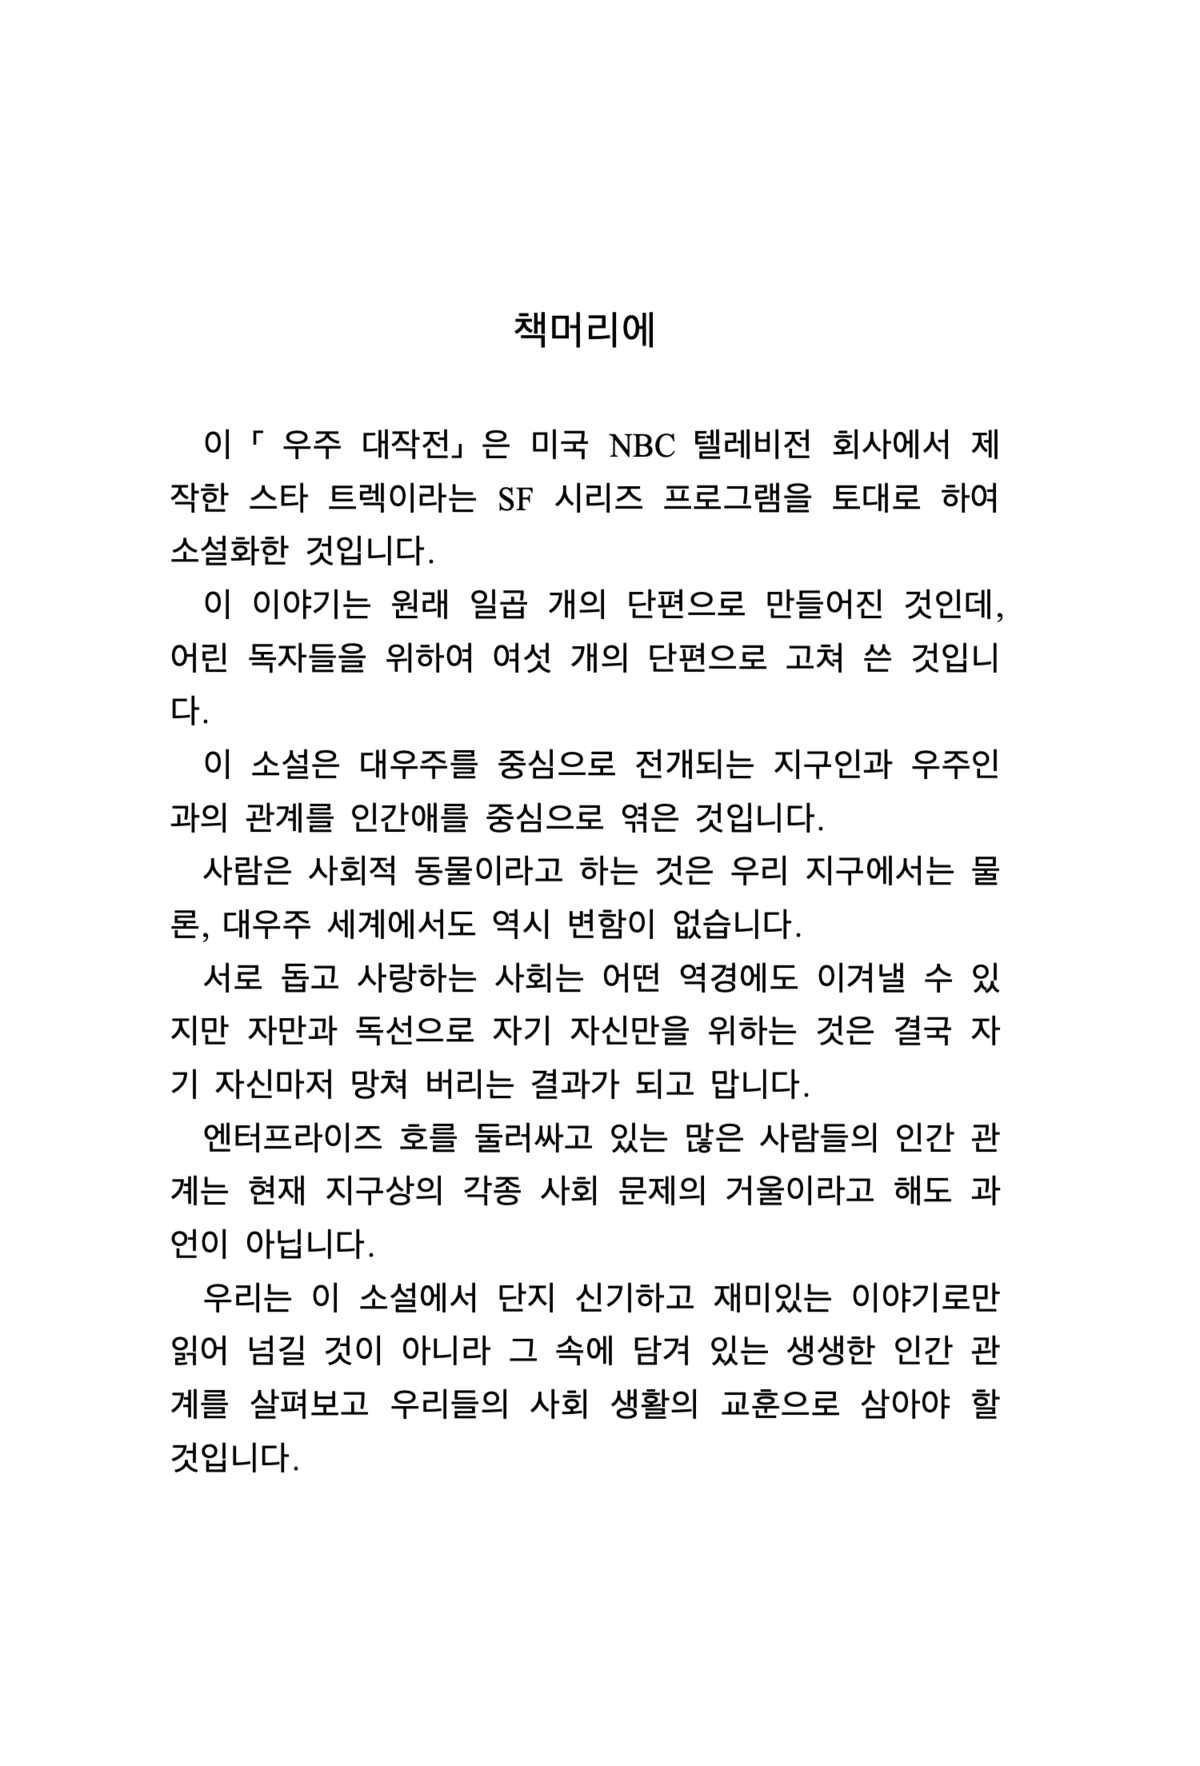 책머리에
이「 우주 대작전」은 미국 NBC 텔레비전 회사에서 제
작한 스타 트렉이라는 SF 시리즈 프로그램을 토대로 하여
소설화한 것입니다.
이 이야기는 원래 일곱 개의 단편으로 만들어진 것인데,
어린 독자들을 위하여 여섯 개의 단편으로 고쳐 쓴 것입니
다.
이 소설은 대우주를 중심으로 전개되는 지구인과 우주인
과의 관계를 인간애를 중심으로 엮은 것입니다.
사람은 사회적 동물이라고 하는 것은 우리 지구에서는 물
론, 대우주 세계에서도 역시 변함이 없습니다.
서로 돕고 사랑하는 사회는 어떤 역경에도 이겨낼 수 있
지만 자만과 독선으로 자기 자신만을 위하는 것은 결국 자
기 자신마저 망쳐 버리는 결과가 되고 맙니다.
엔터프라이즈 호를 둘러싸고 있는 많은 사람들의 인간 관
계는 현재 지구상의 각종 사회 문제의 거울이라고 해도 과
언이 아닙니다.
우리는 이 소설에서 단지 신기하고 재미있는 이야기로만
읽어 넘길 것이 아니라 그 속에 담겨 있는 생생한 인간 관
계를 살펴보고 우리들의 사회 생활의 교훈으로 삼아야 할
것입니다.